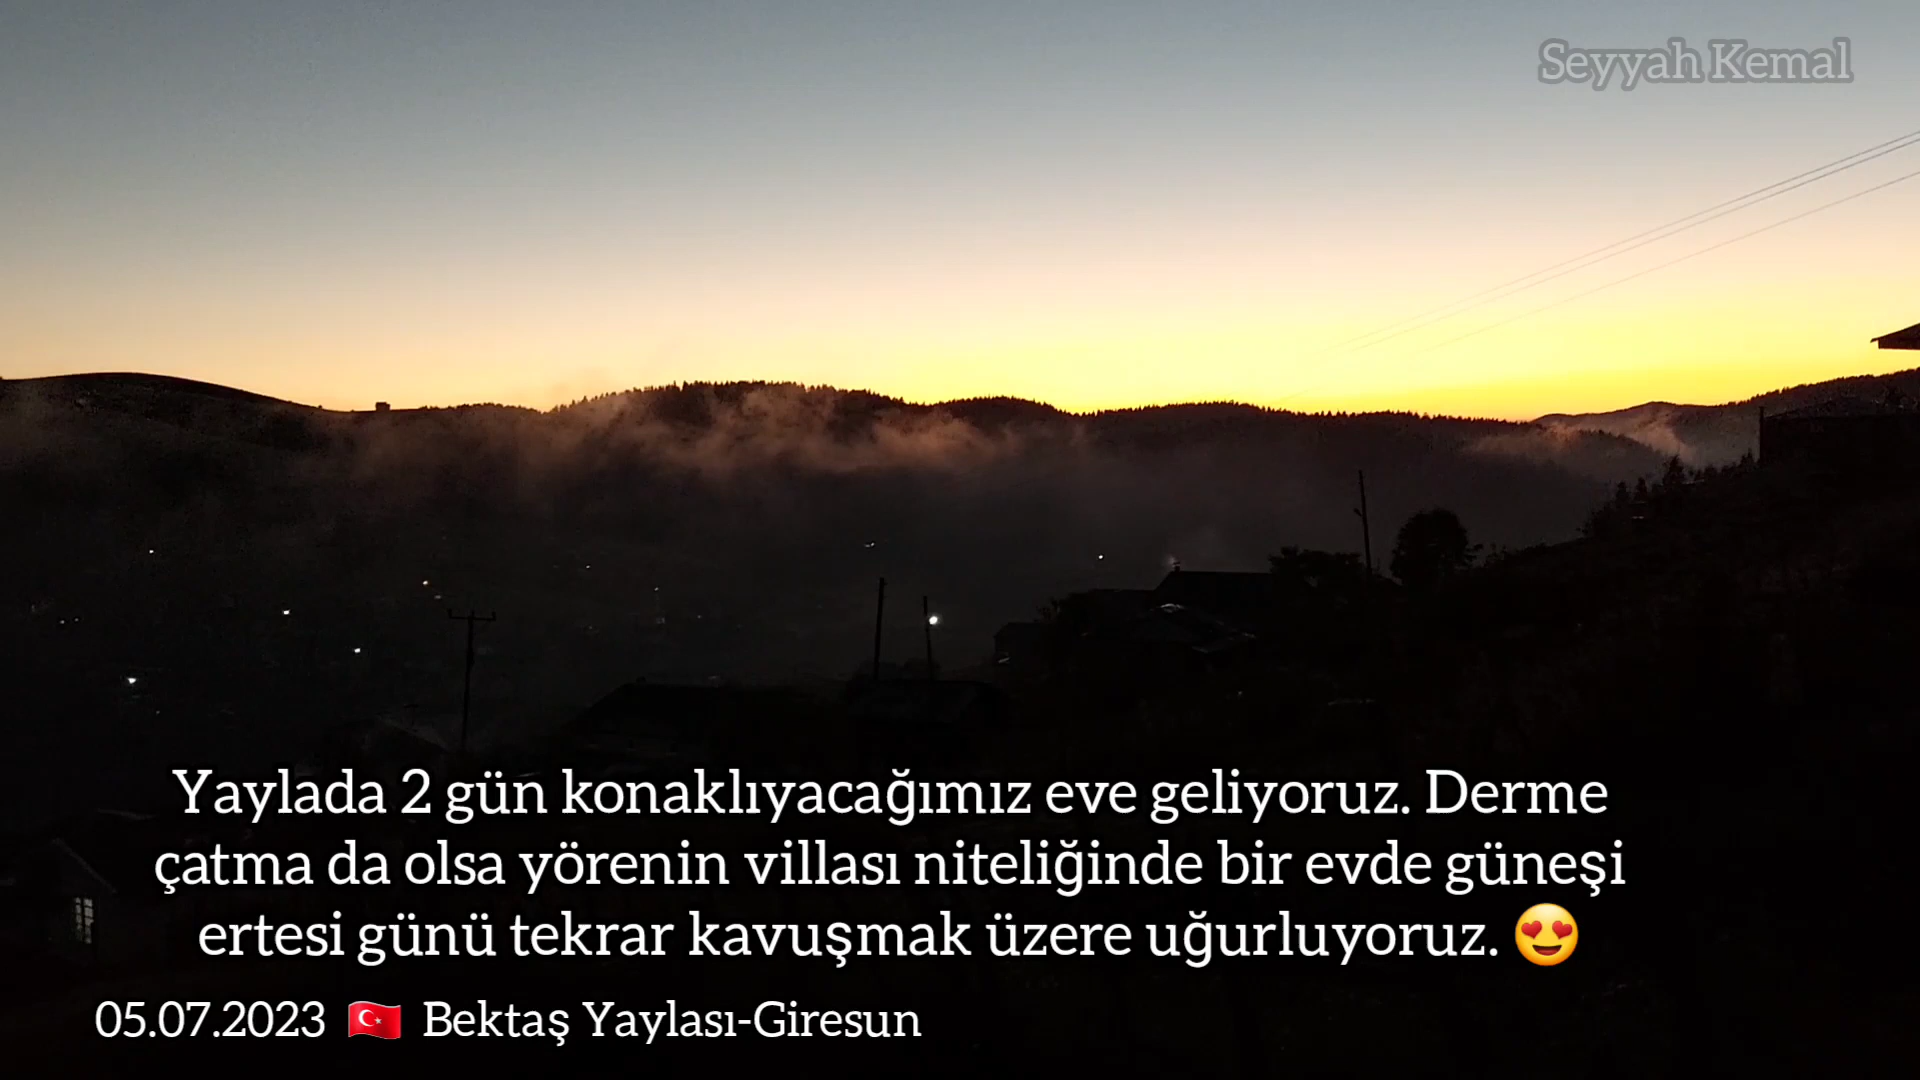 Seyyah Kemal
Yaylada 2 gün konaklıyacağımız eve geliyoruz. Derme
çatma da olsa yörenin villası niteliğinde bir evde güneşi
ertesi günü tekrar kavuşmak üzere uğurluyoruz. 😍
05.07.2023 🇹🇷 Bektaş Yaylası-Giresun